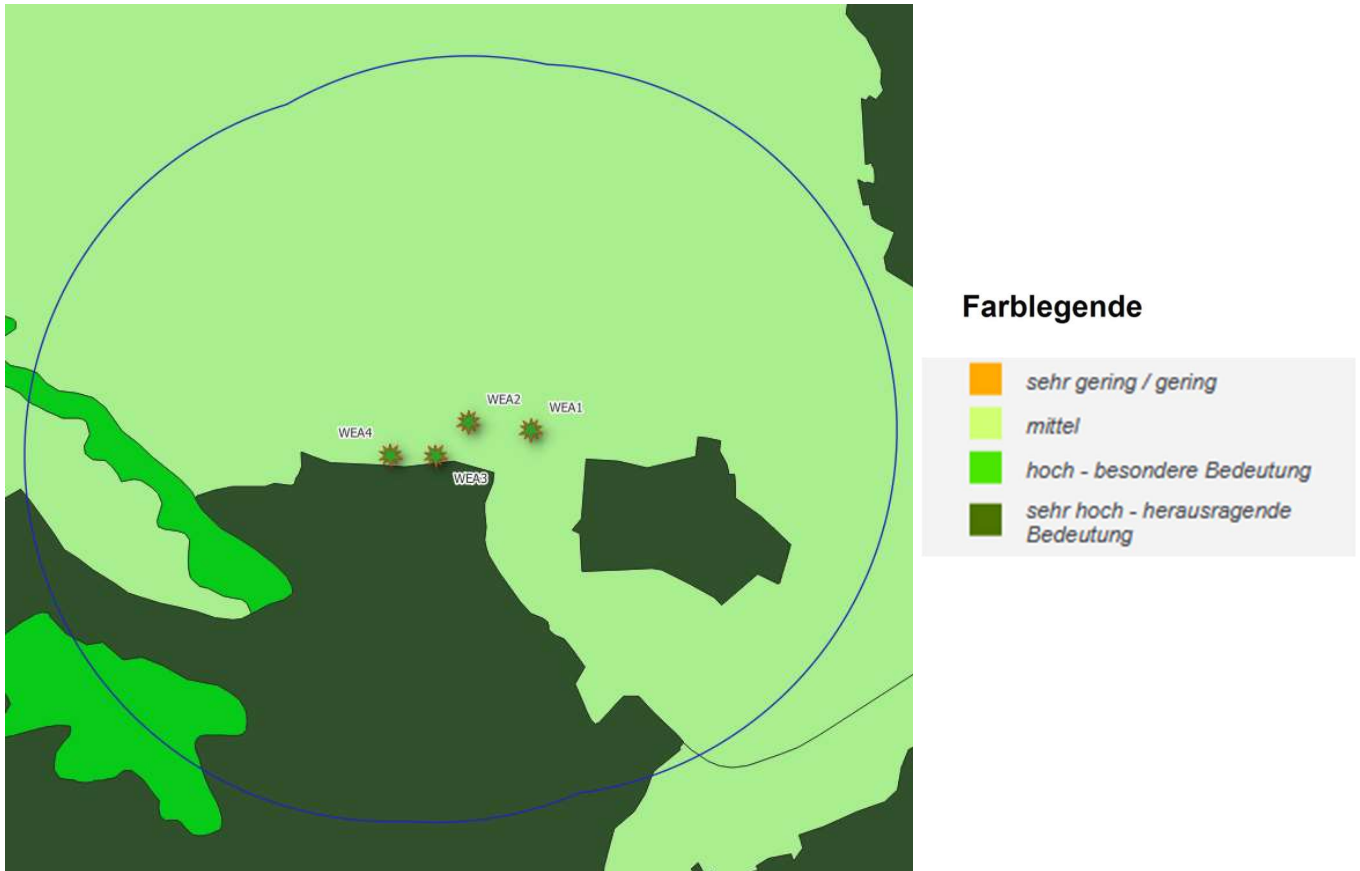 WEA2
WEA1
WEA4
WEA3
Farblegende
sehr gering / gering
mittel
hoch - besondere Bedeutung
sehr hoch - herausragende
Bedeutung